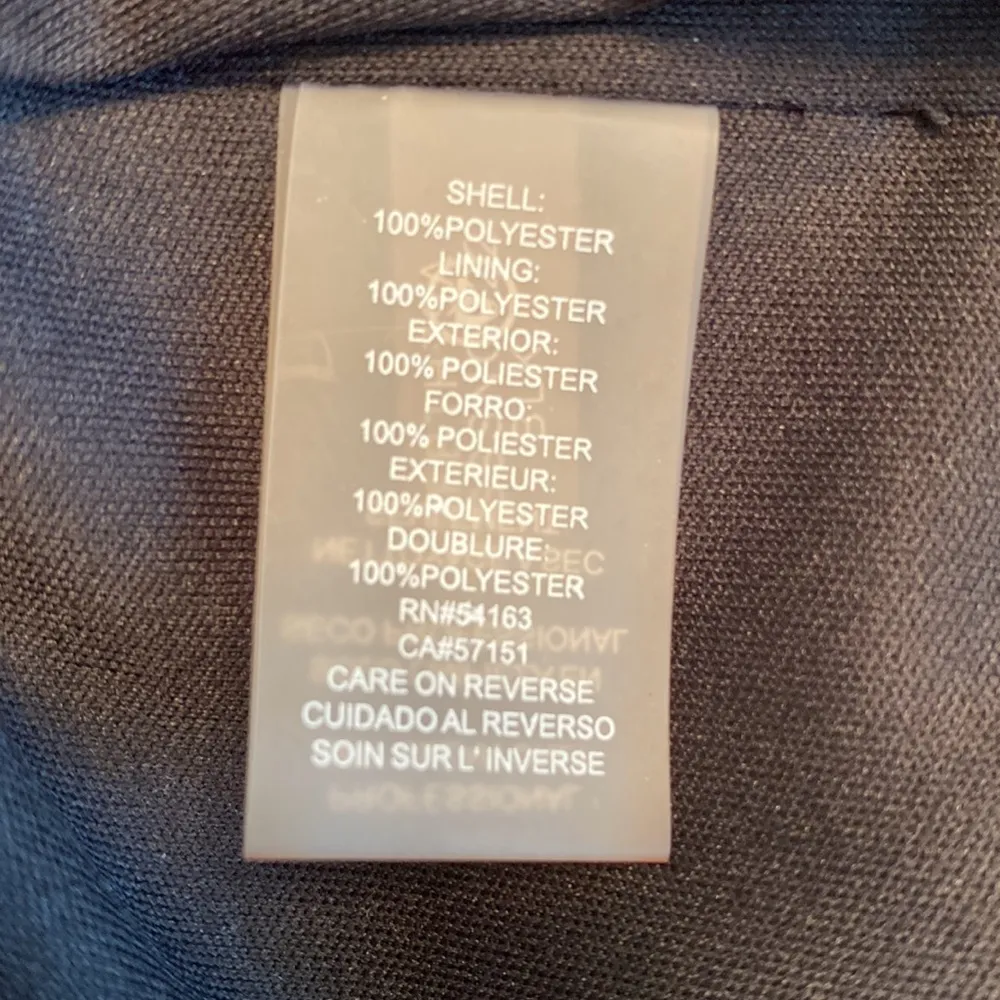 SHELL:
100%POLYESTER
LINING:
100%POLYESTER
EXTERIOR:
100% POLIESTER
FORRO:
100% POLIESTER
EXTERIEUR:
100%POLYESTER
DOUBLURE:
100%POLYESTER
RN#54163
CA#57151
CARE ON REVERSE
CUIDADO AL REVERSO
SOIN SUR L' INVERSE